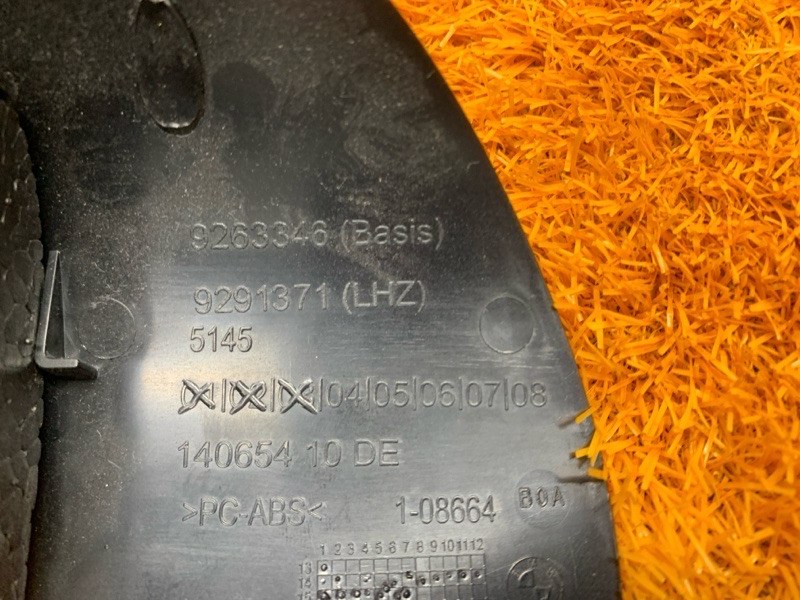 9263346 (Basis)
9291371 (LHZ)
5145
|04|05|06|07|08
140654 10 DE
>PC-ABS< 1-08664 B0A
1 2 3 4 5 6 7 8 9 10 11 12
13
14
15